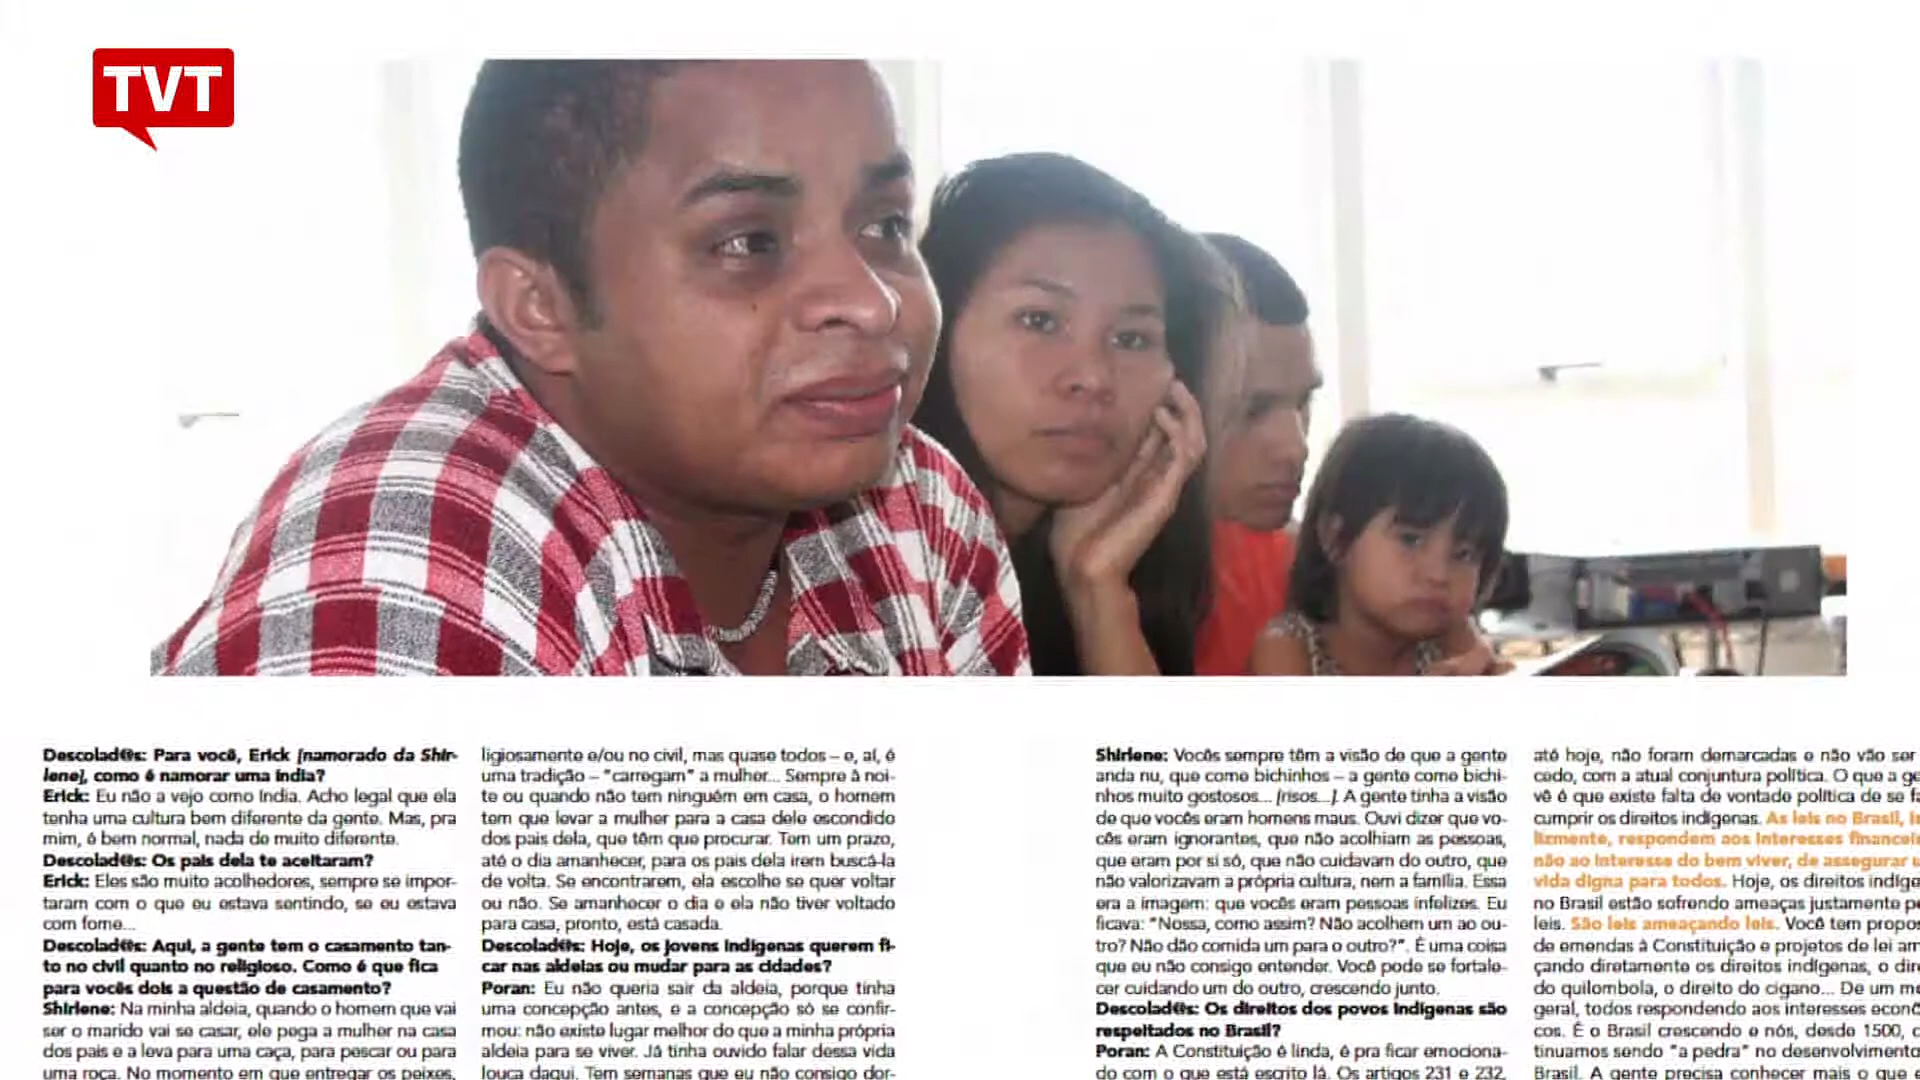 TVT
Descolad@s: Para você, Erick [namorado da Shir-
lene], como é namorar uma índia?
Erick: Eu não a vejo como índia. Acho legal que ela
tenha uma cultura bem diferente da gente. Mas, pra
mim, é bem normal, nada de muito diferente.
Descolad@s: Os pais dela te aceitaram?
Erick: Eles são muito acolhedores, sempre se impor-
taram com o que eu estava sentindo, se eu estava
com fome...
Descolad@s: Aqui, a gente tem o casamento tan-
to no civil quanto no religioso. Como é que fica
para vocês dois a questão de casamento?
Shirlene: Na minha aldeia, quando o homem que vai
ser o marido vai se casar, ele pega a mulher na casa
dos pais e a leva para uma caça, para pescar ou para
uma roça. No momento em que entregar os peixes,
ligiosamente e/ou no civil, mas quase todos – e, aí, é
uma tradição – "carregam" a mulher... Sempre à noi-
te ou quando não tem ninguém em casa, o homem
tem que levar a mulher para a casa dele escondido
dos pais dela, que têm que procurar. Tem um prazo,
até o dia amanhecer, para os pais dela irem buscá-la
de volta. Se encontrarem, ela escolhe se quer voltar
ou não. Se amanhecer o dia e ela não tiver voltado
para casa, pronto, está casada.
Descolad@s: Hoje, os jovens indígenas querem fi-
car nas aldeias ou mudar para as cidades?
Poran: Eu não queria sair da aldeia, porque tinha
uma concepção antes, e a concepção só se confir-
mou: não existe lugar melhor do que a minha própria
aldeia para se viver. Já tinha ouvido falar dessa vida
louca daqui. Tem semanas que eu não consigo dor-
Shirlene: Vocês sempre têm a visão de que a gente
anda nu, que come bichinhos – a gente come bichi-
nhos muito gostosos... [risos...]. A gente tinha a visão
de que vocês eram homens maus. Ouvi dizer que vo-
cês eram ignorantes, que não acolhiam as pessoas,
que eram por si só, que não cuidavam do outro, que
não valorizavam a própria cultura, nem a família. Essa
era a imagem: que vocês eram pessoas infelizes. Eu
ficava: "Nossa, como assim? Não acolhem um ao ou-
tro? Não dão comida um para o outro?". É uma coisa
que eu não consigo entender. Você pode se fortale-
cer cuidando um do outro, crescendo junto.
Descolad@s: Os direitos dos povos indígenas são
respeitados no Brasil?
Poran: A Constituição é linda, é pra ficar emociona-
do com o que está escrito lá. Os artigos 231 e 232,
até hoje, não foram demarcadas e não vão ser
cedo, com a atual conjuntura política. O que a ge
vê é que existe falta de vontade política de se fa
cumprir os direitos indígenas. As leis no Brasil, in
lizmente, respondem aos interesses financeir
não ao interesse do bem viver, de assegurar u
vida digna para todos. Hoje, os direitos indíge
no Brasil estão sofrendo ameaças justamente pe
leis. São leis ameaçando leis. Você tem propos
de emendas à Constituição e projetos de lei am
çando diretamente os direitos indígenas, o dire
do quilombola, o direito do cigano... De um m
geral, todos respondendo aos interesses econô
cos. É o Brasil crescendo e nós, desde 1500, c
tinuamos sendo "a pedra" no desenvolvimento
Brasil. A gente precisa conhecer mais o que e